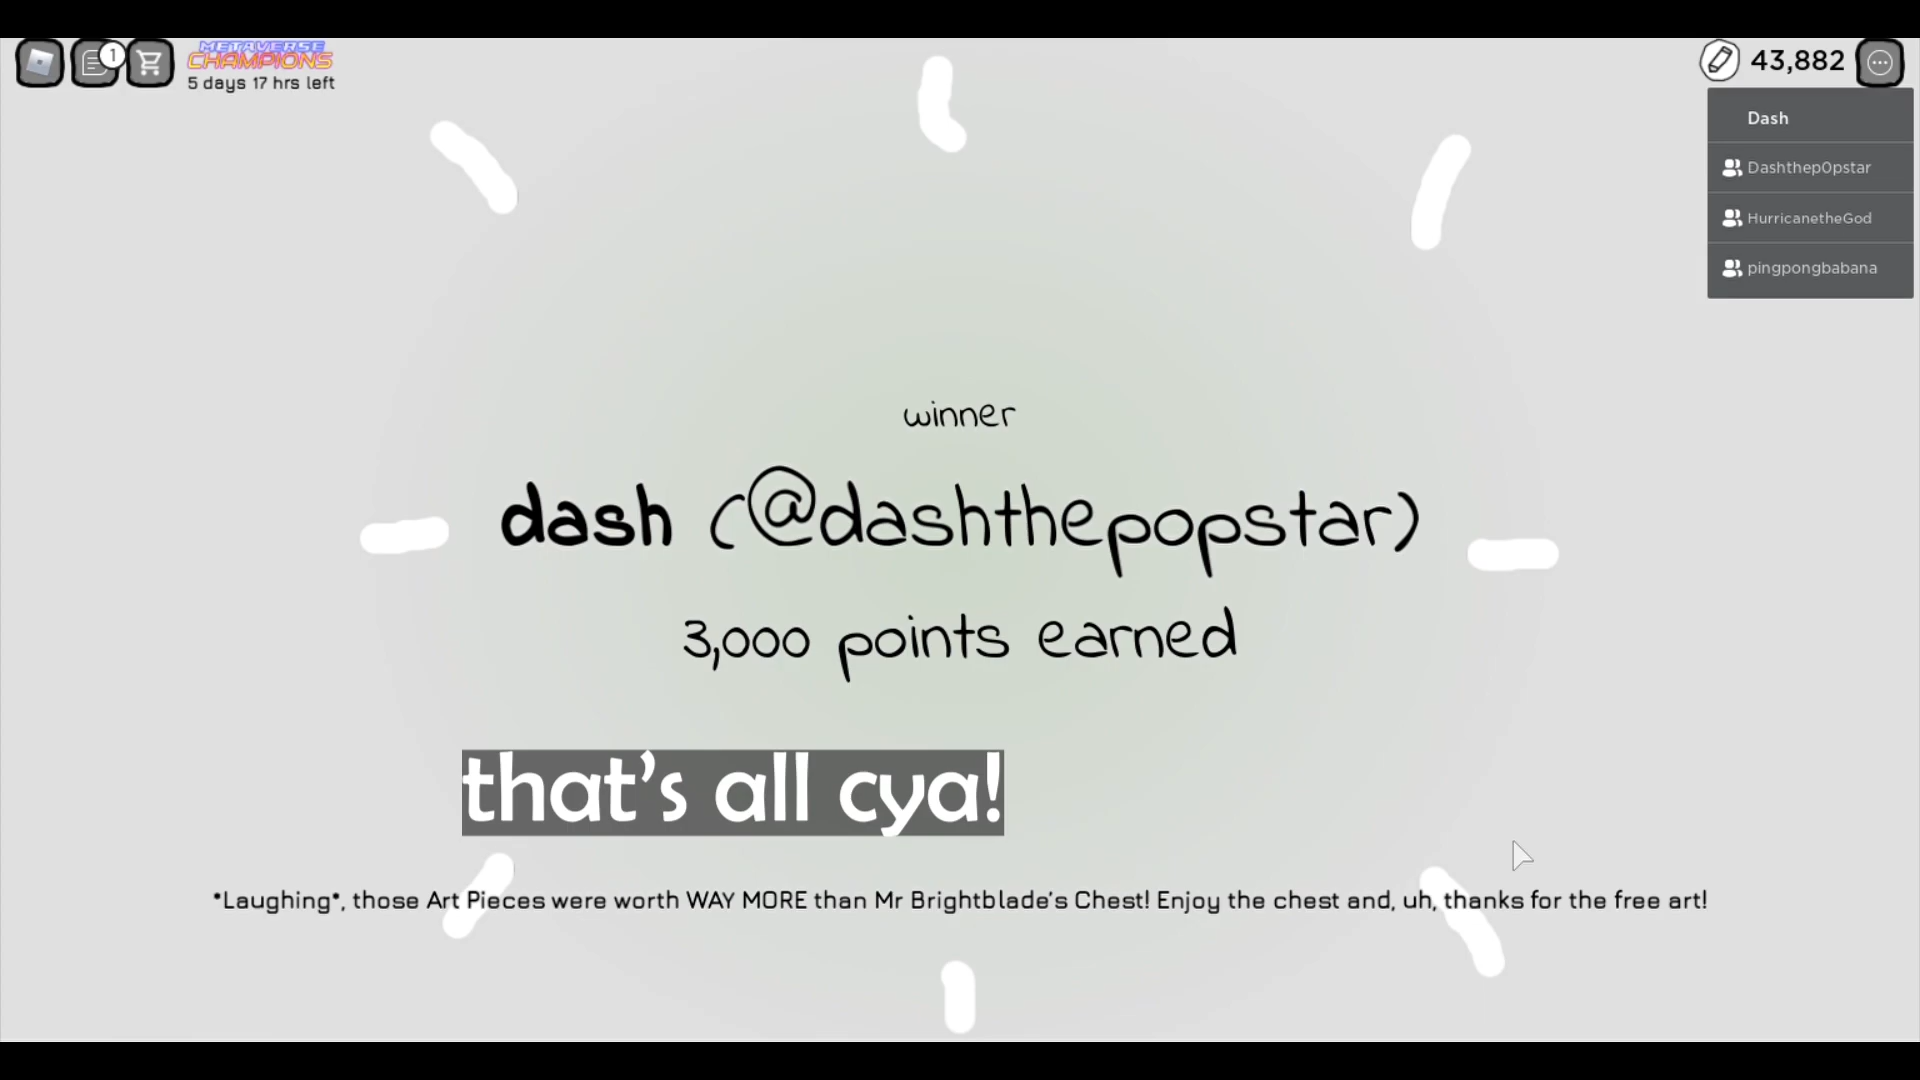 1
METAVERSE
CHAMPIONS
5 days 17 hrs left
43,882
Dash
Dashthep0pstar
HurricanetheGod
pingpongbabana
winner
dash (@dashthepopstar)
3,000 points earned
that's all cya!
*Laughing*, those Art Pieces were worth WAY MORE than Mr Brightblade's Chest! Enjoy the chest and, uh, thanks for the free art!